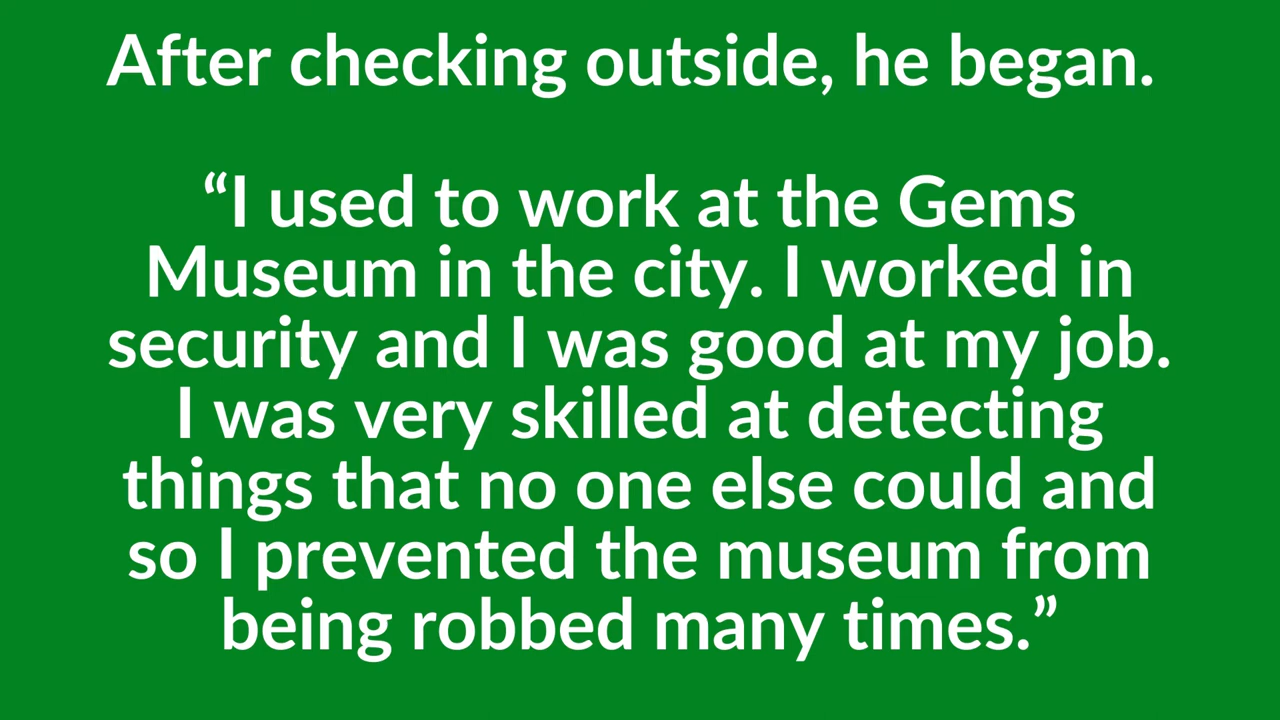 After checking outside, he began.
“I used to work at the Gems
Museum in the city. I worked in
security and I was good at my job.
I was very skilled at detecting
things that no one else could and
so I prevented the museum from
being robbed many times.”